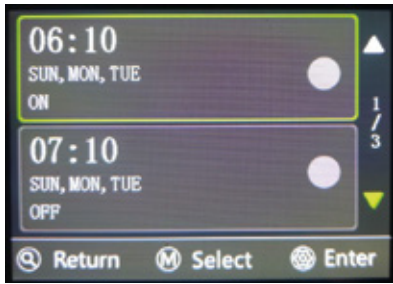 06:10
SUN, MON, TUE
ON
1/3
07:10
SUN, MON, TUE
OFF
Return M Select Enter